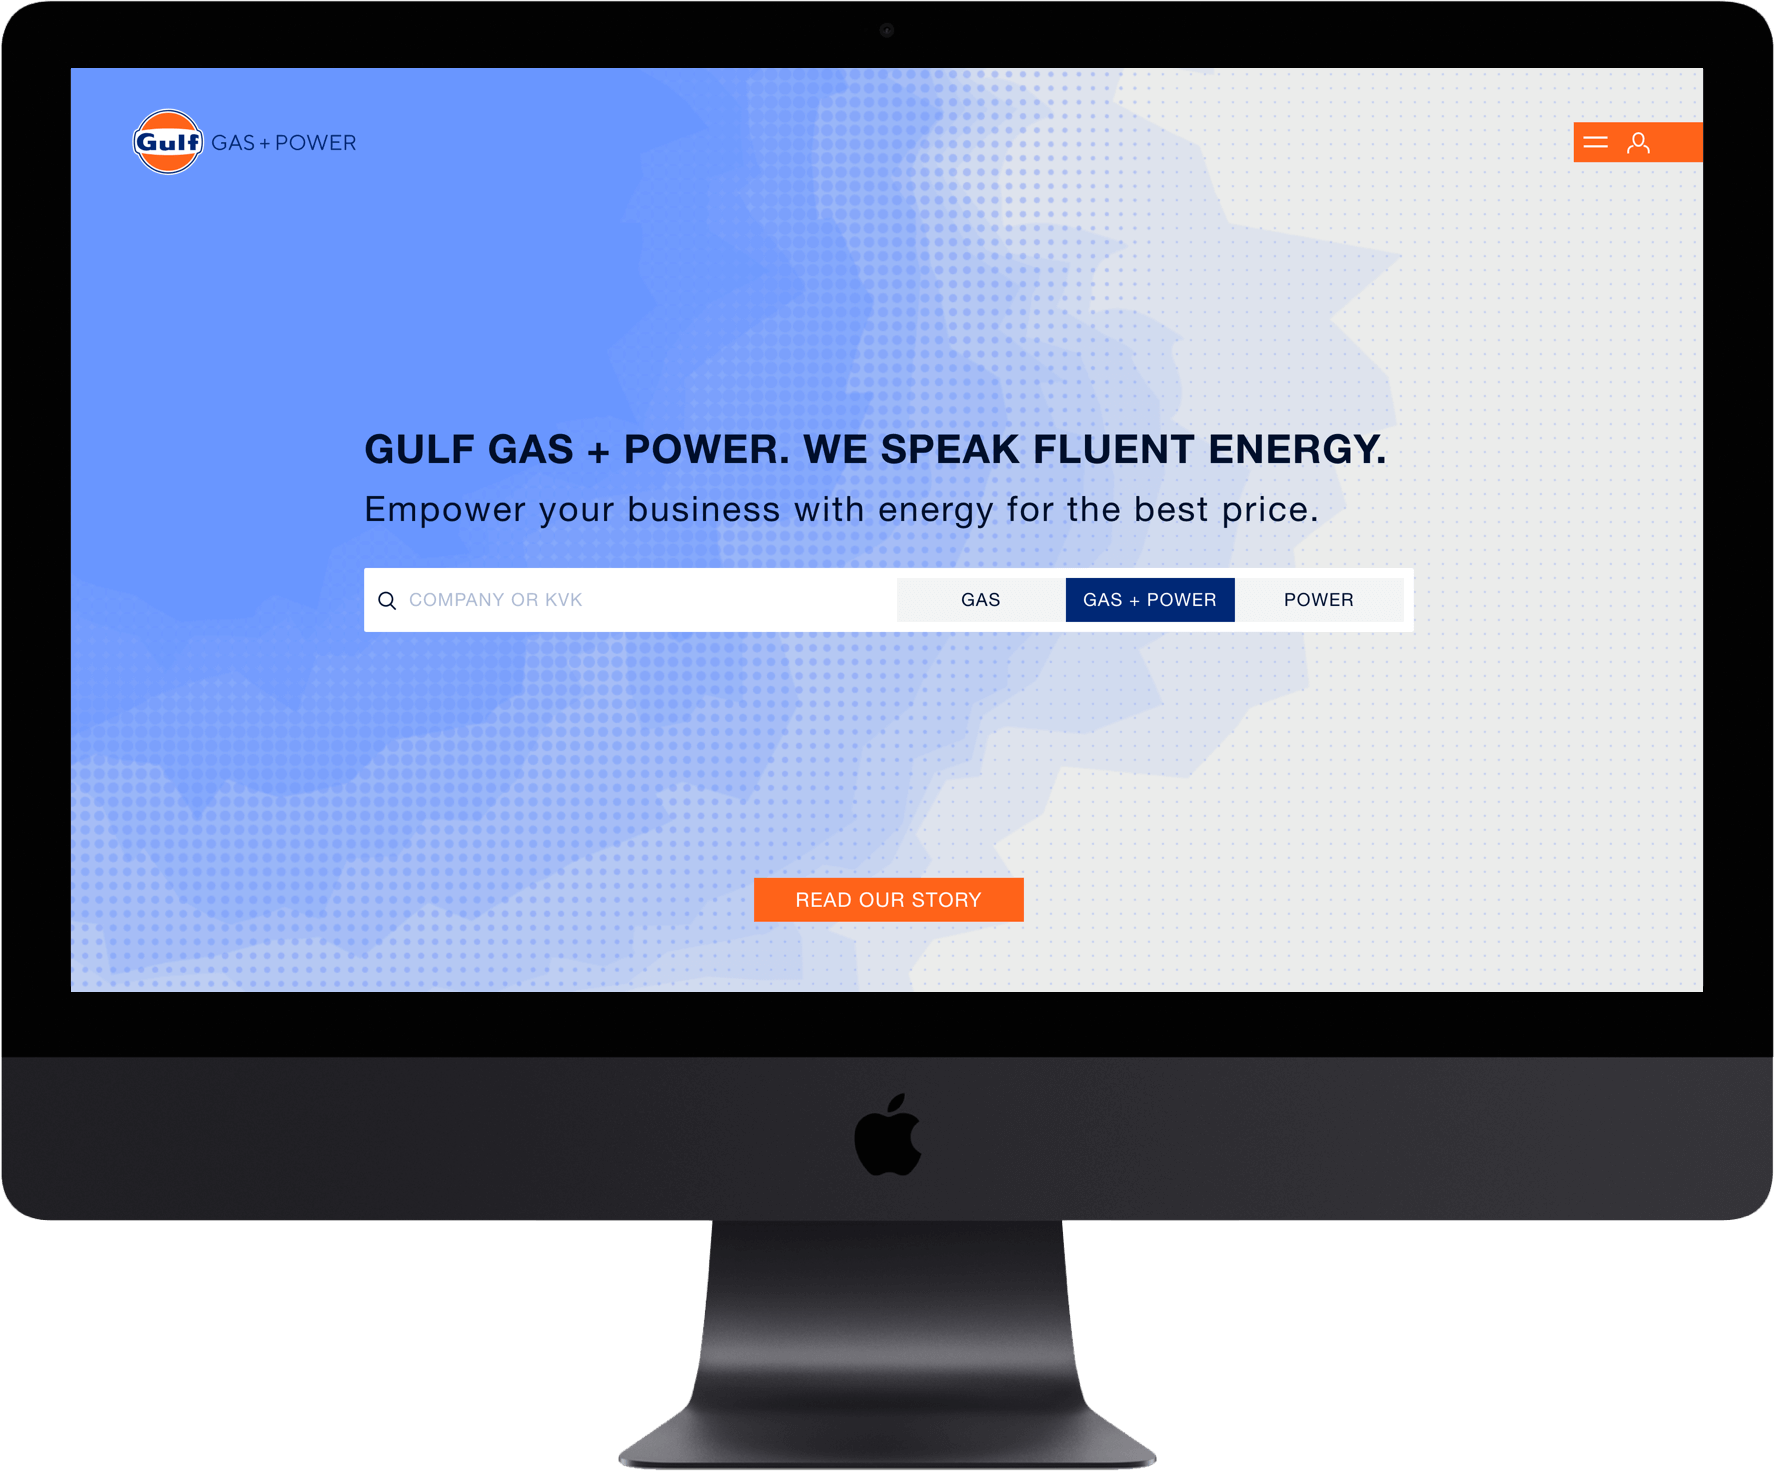 Gulf GAS + POWER
GULF GAS + POWER. WE SPEAK FLUENT ENERGY.
Empower your business with energy for the best price.
COMPANY OR KVK
GAS
GAS + POWER
POWER
READ OUR STORY